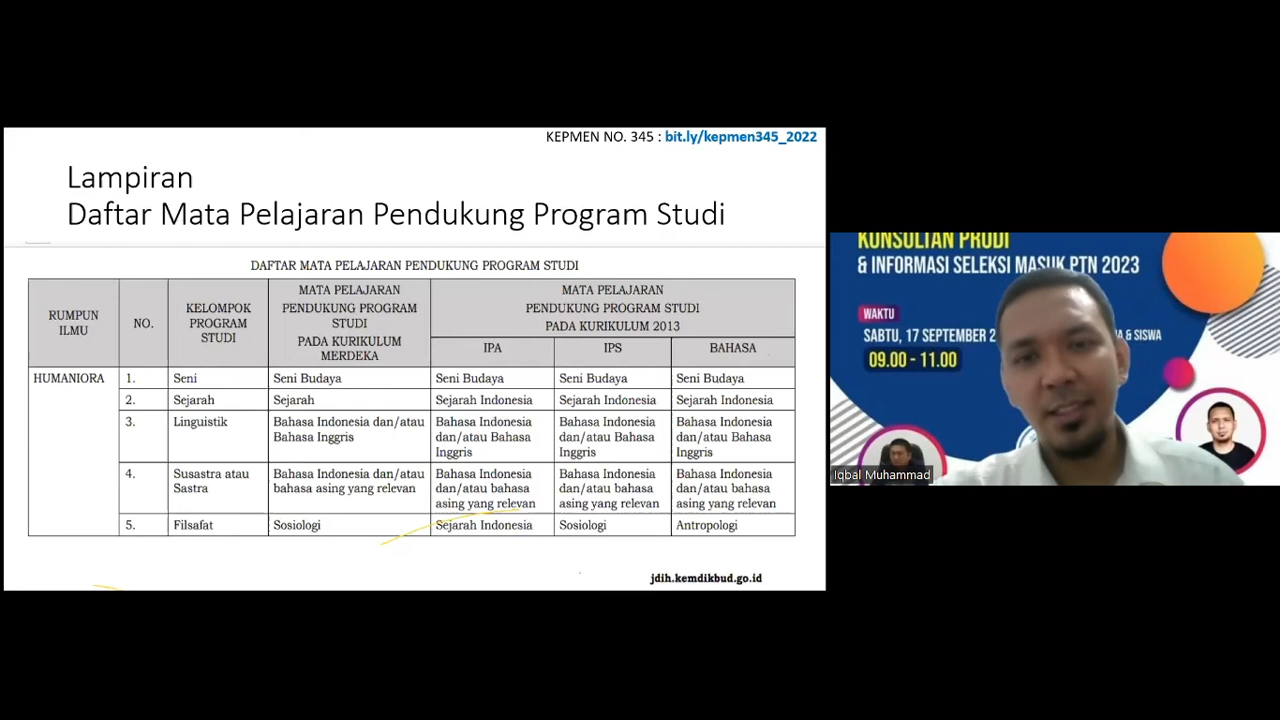 KEPMEN NO. 345 : bit.ly/kepmen345_2022
Lampiran
Daftar Mata Pelajaran Pendukung Program Studi
DAFTAR MATA PELAJARAN PENDUKUNG PROGRAM STUDI
RUMPUN
ILMU
NO.
KELOMPOK
PROGRAM
STUDI
MATA PELAJARAN
PENDUKUNG PROGRAM
STUDI
PADA KURIKULUM
MERDEKA
MATA PELAJARAN
PENDUKUNG PROGRAM STUDI
PADA KURIKULUM 2013
IPA
IPS
BAHASA
HUMANIORA
1.
Seni
Seni Budaya
Seni Budaya
Seni Budaya
Seni Budaya
2.
Sejarah
Sejarah
Sejarah Indonesia
Sejarah Indonesia
Sejarah Indonesia
3.
Linguistik
Bahasa Indonesia dan/atau
Bahasa Inggris
Bahasa Indonesia
dan/atau Bahasa
Inggris
Bahasa Indonesia
dan/atau Bahasa
Inggris
Bahasa Indonesia
dan/atau Bahasa
Inggris
4.
Susastra atau
Sastra
Bahasa Indonesia dan/atau
bahasa asing yang relevan
Bahasa Indonesia
dan/atau bahasa
asing yang relevan
Bahasa Indonesia
dan/atau bahasa
asing yang relevan
Bahasa Indonesia
dan/atau bahasa
asing yang relevan
5.
Filsafat
Sosiologi
Sejarah Indonesia
Sosiologi
Antropologi
jdih.kemdikbud.go.id
KONSULTAN PRODI
& INFORMASI SELEKSI MASUK PTN 2023
WAKTU
SABTU, 17 SEPTEMBER 2
& SISWA
09.00 - 11.00
Iqbal Muhammad